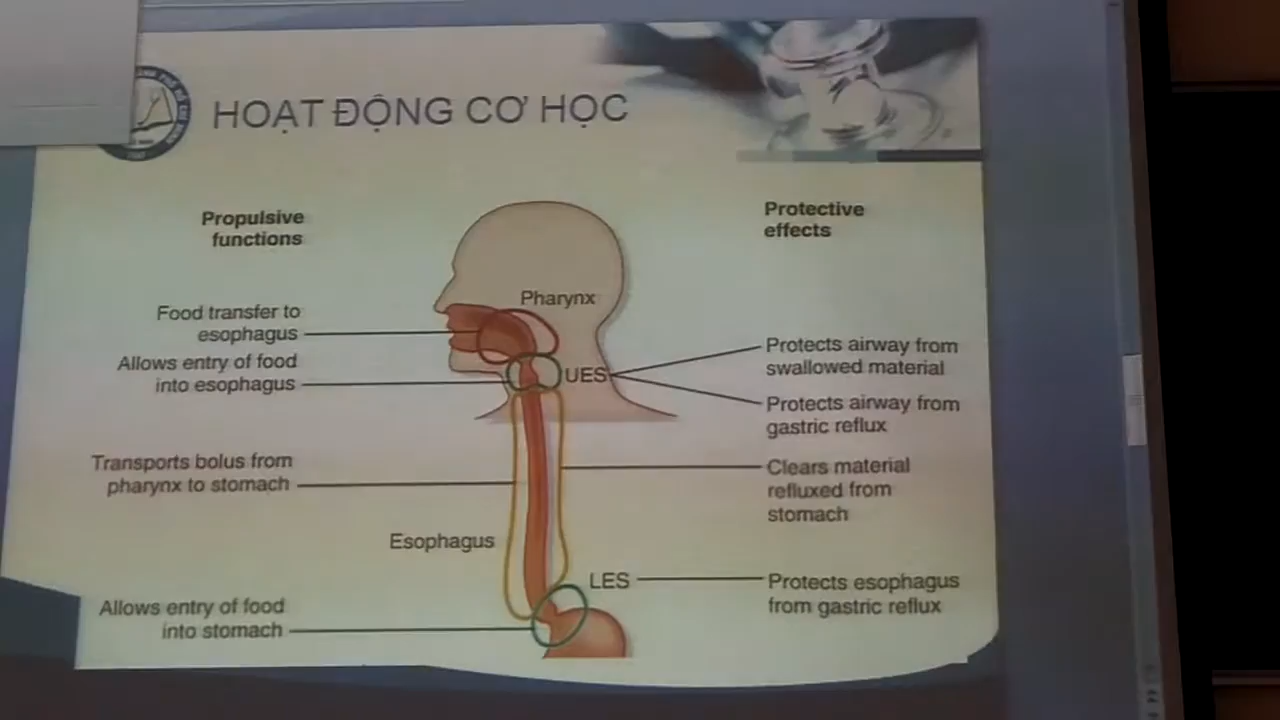 HOẠT ĐỘNG CƠ HỌC
Propulsive
functions
Protective
effects
Pharynx
Food transfer to
esophagus
Allows entry of food
into esophagus
UES
Protects airway from
swallowed material
Protects airway from
gastric reflux
Transports bolus from
pharynx to stomach
Clears material
refluxed from
stomach
Esophagus
LES
Protects esophagus
from gastric reflux
Allows entry of food
into stomach